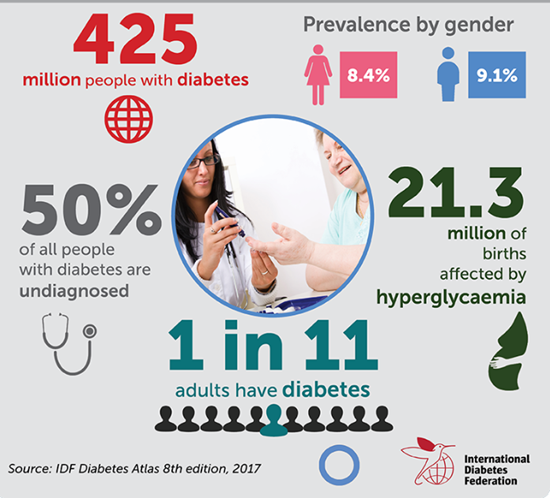 425
million people with diabetes
Prevalence by gender
8.4%
9.1%
50%
of all people
with diabetes are
undiagnosed
21.3
million of
births
affected by
hyperglycaemia
1 in 11
adults have diabetes
Source: IDF Diabetes Atlas 8th edition, 2017
International
Diabetes
Federation